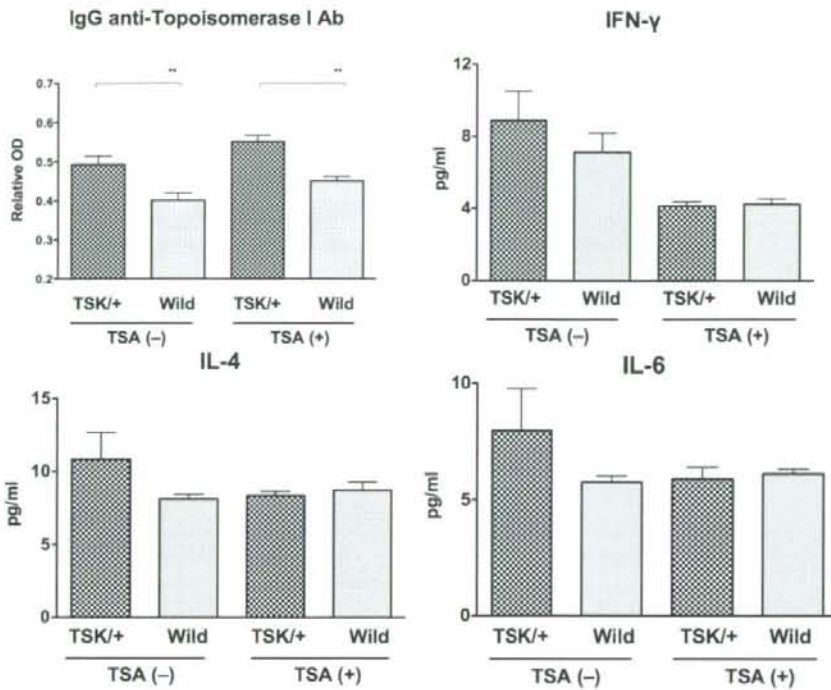 IgG anti-Topoisomerase I Ab
Relative OD
0.7
0.6
0.5
0.4
0.3
0.2
**
**
TSK/+ Wild TSK/+ Wild
TSA (–) TSA (+)
IFN-γ
pg/ml
12
8
4
0
TSK/+ Wild TSK/+ Wild
TSA (–) TSA (+)
IL-4
pg/ml
15
10
5
0
TSK/+ Wild TSK/+ Wild
TSA (–) TSA (+)
IL-6
pg/ml
10
5
0
TSK/+ Wild TSK/+ Wild
TSA (–) TSA (+)